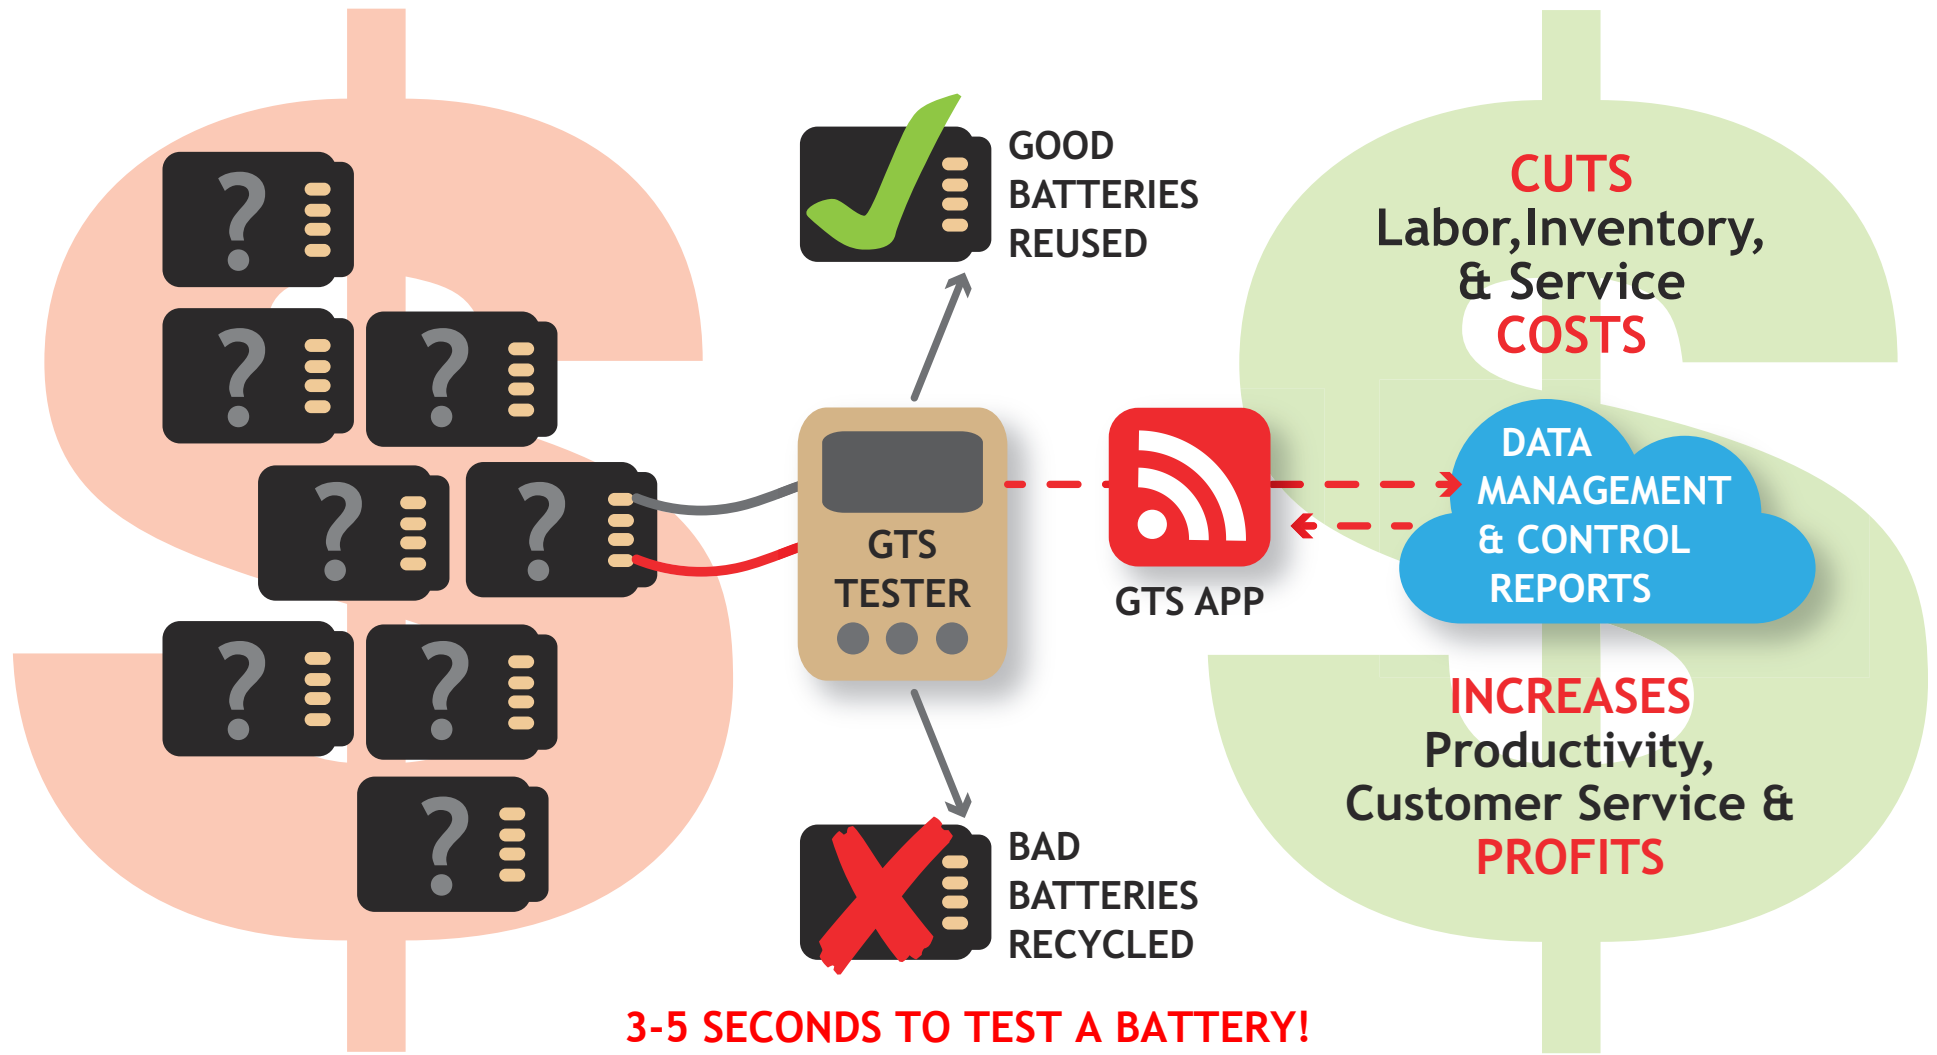 ?
?
?
?
?
?
?
?
GOOD
BATTERIES
REUSED
GTS
TESTER
BAD
BATTERIES
RECYCLED
GTS APP
CUTS
Labor,Inventory,
& Service
COSTS
DATA
MANAGEMENT
& CONTROL
REPORTS
INCREASES
Productivity,
Customer Service &
PROFITS
3-5 SECONDS TO TEST A BATTERY!